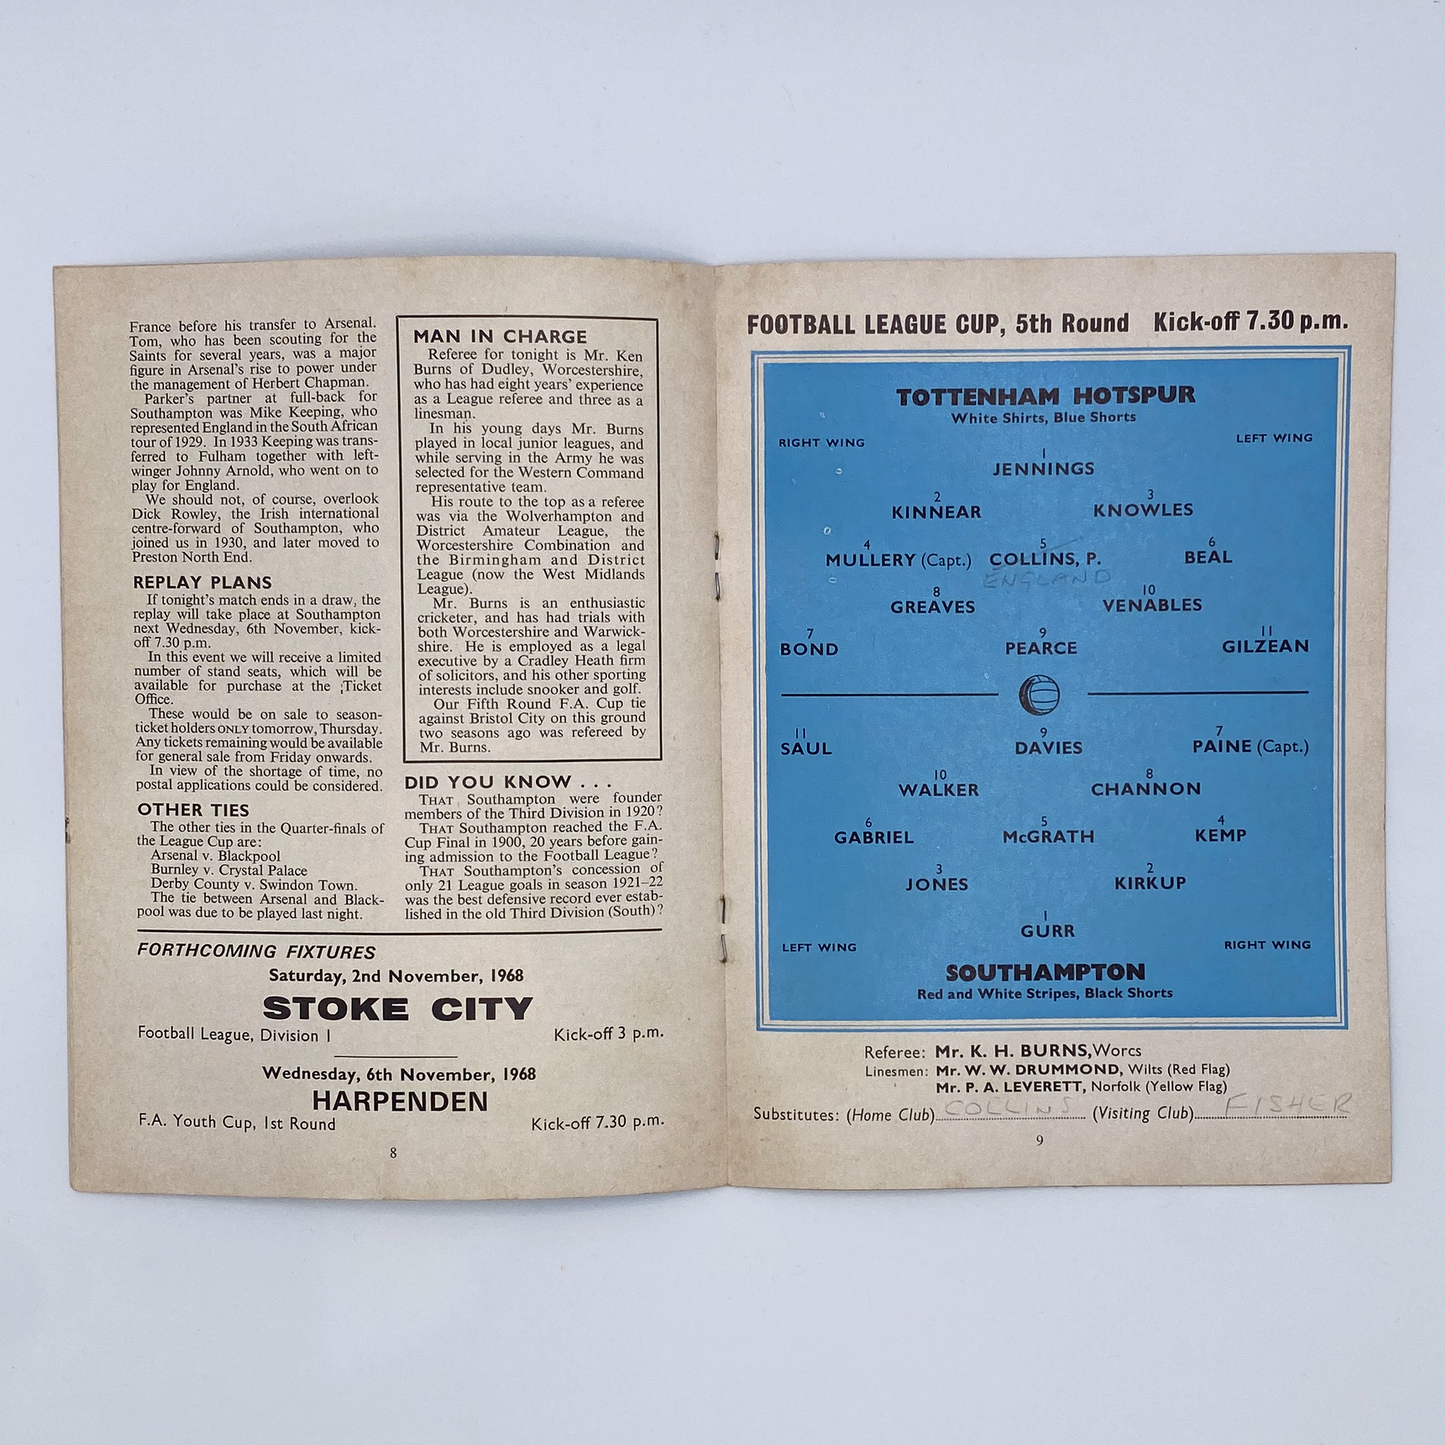 France before his transfer to Arsenal.
Tom, who has been scouting for the
Saints for several years, was a major
figure in Arsenal's rise to power under
the management of Herbert Chapman.
Parker's partner at full-back for
Southampton was Mike Keeping, who
represented England in the South African
tour of 1929. In 1933 Keeping was trans-
ferred to Fulham together with left-
winger Johnny Arnold, who went on to
play for England.
We should not, of course, overlook
Dick Rowley, the Irish international
centre-forward of Southampton, who
joined us in 1930, and later moved to
Preston North End.
REPLAY PLANS
If tonight's match ends in a draw, the
replay will take place at Southampton
next Wednesday, 6th November, kick-
off 7.30 p.m.
In this event we will receive a limited
number of stand seats, which will be
available for purchase at the ;Ticket
Office.
These would be on sale to season-
ticket holders ONLY tomorrow, Thursday.
Any tickets remaining would be available
for general sale from Friday onwards.
In view of the shortage of time, no
postal applications could be considered.
OTHER TIES
The other ties in the Quarter-finals of
the League Cup are:
Arsenal v. Blackpool
Burnley v. Crystal Palace
Derby County v. Swindon Town.
The tie between Arsenal and Black-
pool was due to be played last night.
MAN IN CHARGE
Referee for tonight is Mr. Ken
Burns of Dudley, Worcestershire,
who has had eight years' experience
as a League referee and three as a
linesman.
In his young days Mr. Burns
played in local junior leagues, and
while serving in the Army he was
selected for the Western Command
representative team.
His route to the top as a referee
was via the Wolverhampton and
District Amateur League, the
Worcestershire Combination and
the Birmingham and District
League (now the West Midlands
League).
Mr. Burns is an enthusiastic
cricketer, and has had trials with
both Worcestershire and Warwick-
shire. He is employed as a legal
executive by a Cradley Heath firm
of solicitors, and his other sporting
interests include snooker and golf.
Our Fifth Round F.A. Cup tie
against Bristol City on this ground
two seasons ago was refereed by
Mr. Burns.
DID YOU KNOW . . .
THAT Southampton were founder
members of the Third Division in 1920?
THAT Southampton reached the F.A.
Cup Final in 1900, 20 years before gain-
ing admission to the Football League?
THAT Southampton's concession of
only 21 League goals in season 1921–22
was the best defensive record ever estab-
lished in the old Third Division (South)?
FORTHCOMING FIXTURES
Saturday, 2nd November, 1968
STOKE CITY
Football League, Division 1 Kick-off 3 p.m.
Wednesday, 6th November, 1968
HARPENDEN
F.A. Youth Cup, 1st Round Kick-off 7.30 p.m.
8
FOOTBALL LEAGUE CUP, 5th Round Kick-off 7.30 p.m.
TOTTENHAM HOTSPUR
White Shirts, Blue Shorts
RIGHT WING LEFT WING
1
JENNINGS
2 3
KINNEAR KNOWLES
4 5 6
MULLERY (Capt.) COLLINS, P. BEAL
ENGLAND
8 10
GREAVES VENABLES
7 9 11
BOND PEARCE GILZEAN
11 9 7
SAUL DAVIES PAINE (Capt.)
10 8
WALKER CHANNON
6 5 4
GABRIEL McGRATH KEMP
3 2
JONES KIRKUP
1
GURR
LEFT WING RIGHT WING
SOUTHAMPTON
Red and White Stripes, Black Shorts
Referee: Mr. K. H. BURNS, Worcs
Linesmen: Mr. W. W. DRUMMOND, Wilts (Red Flag)
Mr. P. A. LEVERETT, Norfolk (Yellow Flag)
Substitutes: (Home Club) COLLINS (Visiting Club) FISHER
9